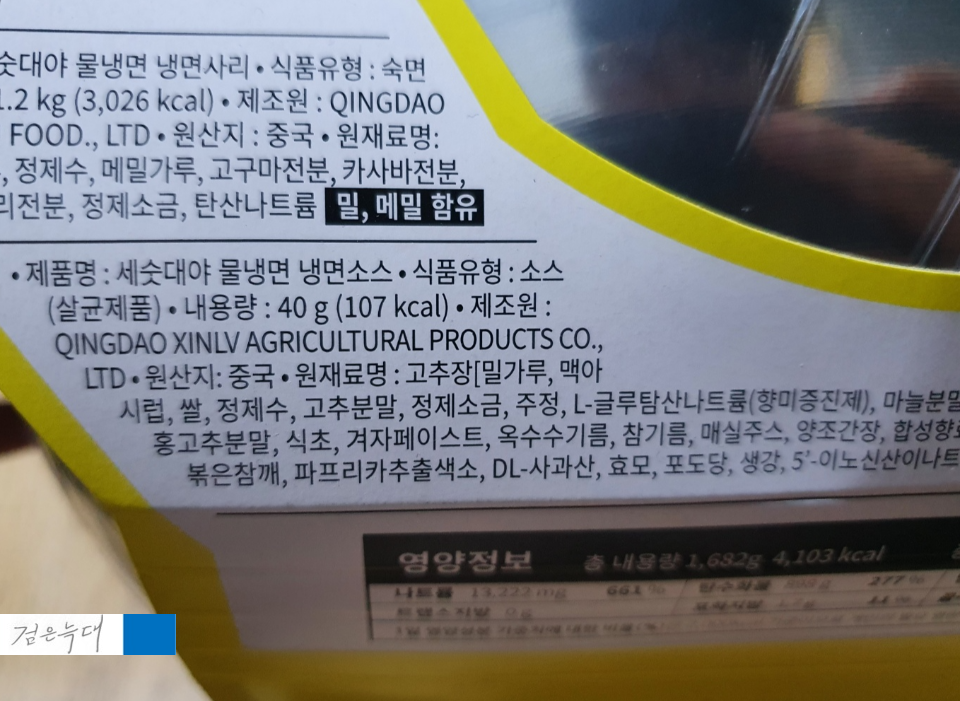 숫대야 물냉면 냉면사리 • 식품유형 : 숙면
1.2 kg (3,026 kcal) • 제조원 : QINGDAO
FOOD., LTD • 원산지 : 중국 • 원재료명:
, 정제수, 메밀가루, 고구마전분, 카사바전분,
리전분, 정제소금, 탄산나트륨 밀, 메밀 함유
• 제품명 : 세숫대야 물냉면 냉면소스 • 식품유형 : 소스
(살균제품) • 내용량 : 40 g (107 kcal) • 제조원 :
QINGDAO XINLV AGRICULTURAL PRODUCTS CO.,
LTD • 원산지: 중국 • 원재료명 : 고추장[밀가루, 맥아
시럽, 쌀, 정제수, 고추분말, 정제소금, 주정, L-글루탐산나트륨(향미증진제), 마늘분말
홍고추분말, 식초, 겨자페이스트, 옥수수기름, 참기름, 매실주스, 양조간장, 합성향료
볶은참깨, 파프리카추출색소, DL-사과산, 효모, 포도당, 생강, 5'-이노신산이나트
영양정보 총 내용량 1,682g 4,103 kcal
나트륨 13,222 mg 661 % 탄수화물 277 %
트랜스지방 0g
검은늑대